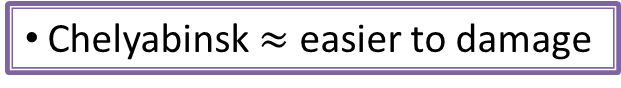 • Chelyabinsk ≈ easier to damage